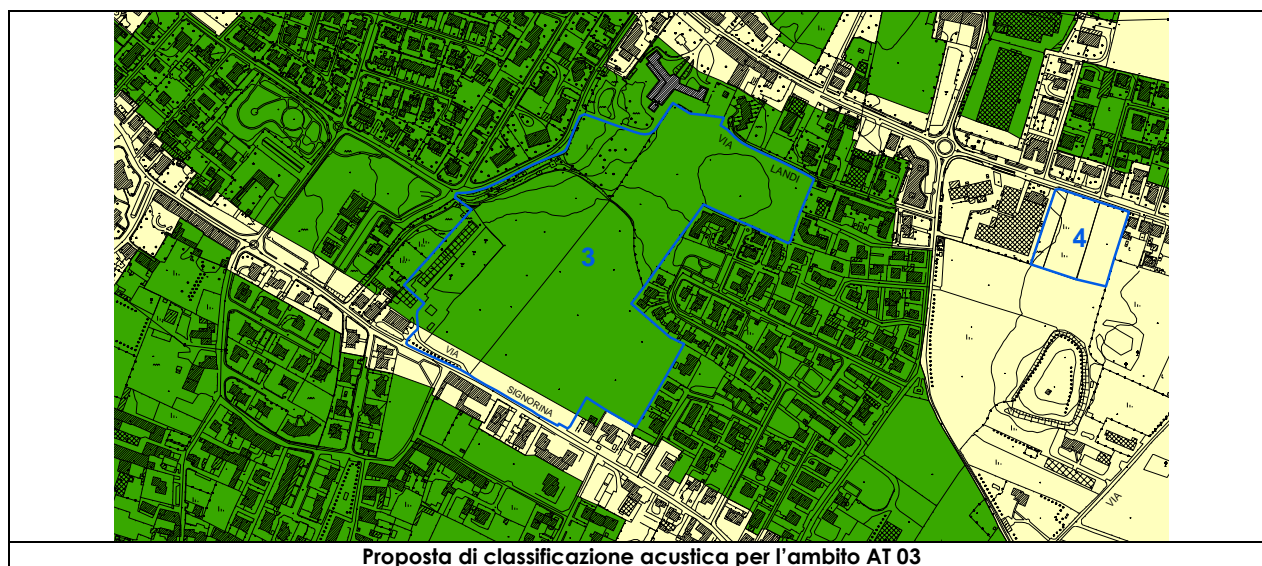 VIA
LANDI
3
4
VIA
SIGNORINA
VIA
Proposta di classificazione acustica per l'ambito AT 03